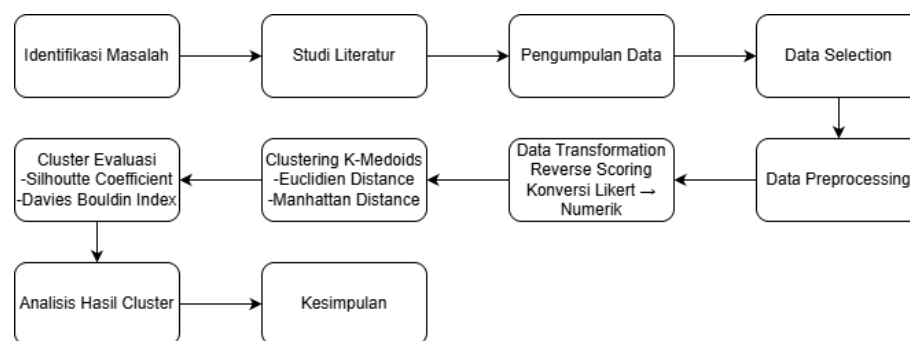 Identifikasi Masalah
Studi Literatur
Pengumpulan Data
Data Selection
Data Preprocessing
Data Transformation
Reverse Scoring
Konversi Likert →
Numerik
Clustering K-Medoids
-Euclidien Distance
-Manhattan Distance
Cluster Evaluasi
-Silhoutte Coefficient
-Davies Bouldin Index
Analisis Hasil Cluster
Kesimpulan